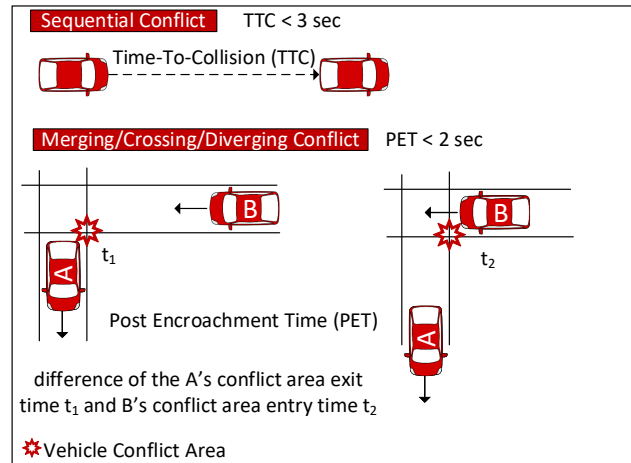 Sequential Conflict TTC < 3 sec
Time-To-Collision (TTC)
Merging/Crossing/Diverging Conflict PET < 2 sec
B
B
t₁
t₂
A
Post Encroachment Time (PET)
A
difference of the A's conflict area exit
time t₁ and B's conflict area entry time t₂
Vehicle Conflict Area